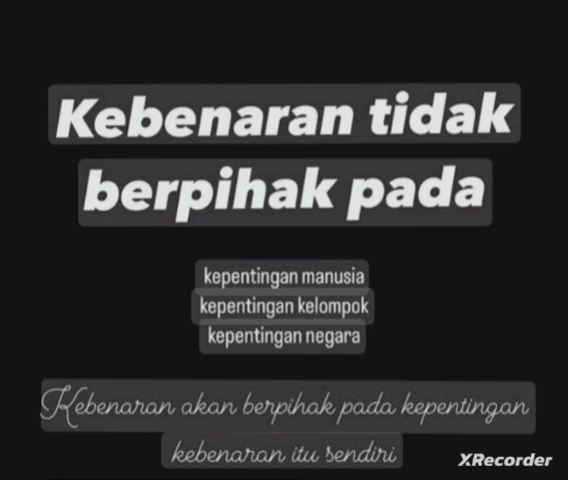 Kebenaran tidak
berpihak pada
kepentingan manusia
kepentingan kelompok
kepentingan negara
Kebenaran akan berpihak pada kepentingan
kebenaran itu sendiri
XRecorder